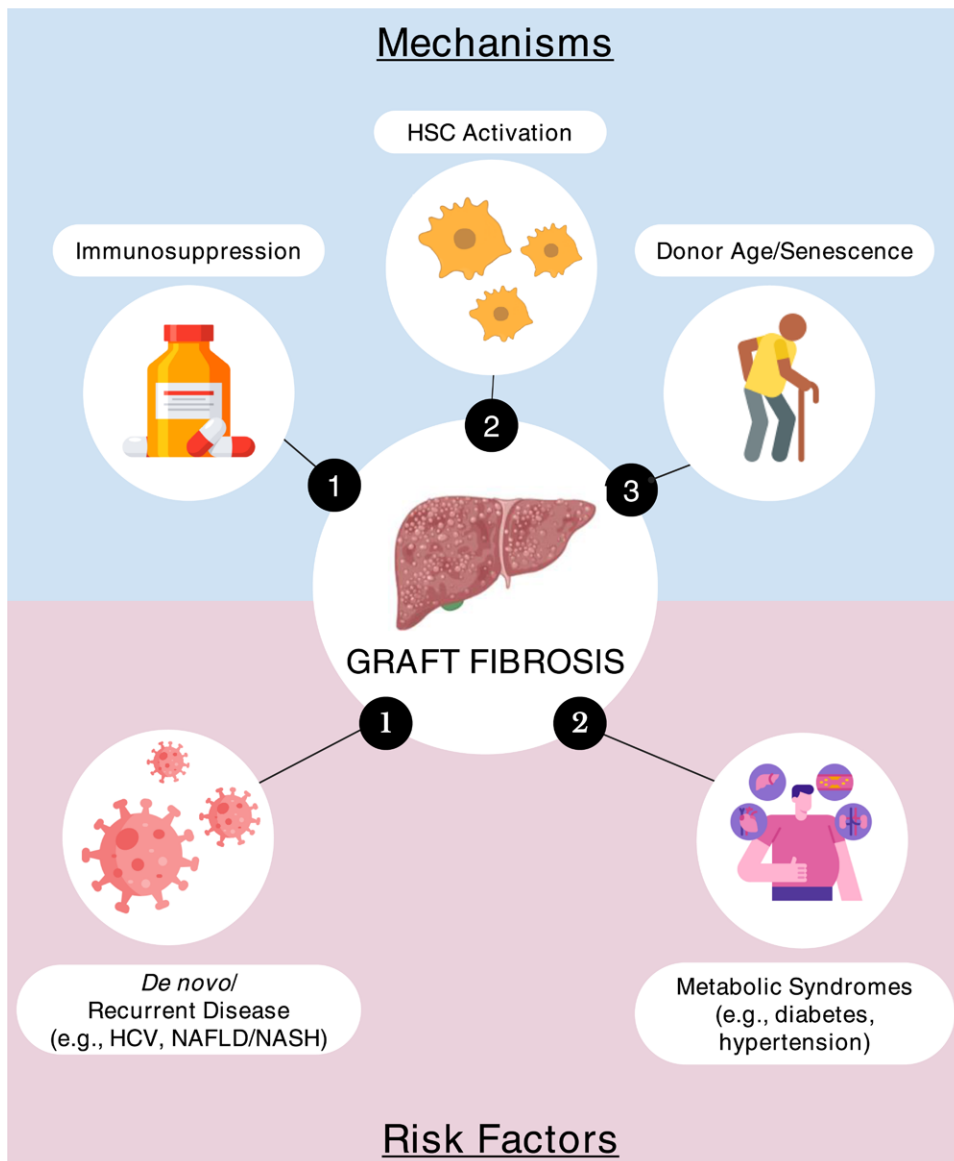 Mechanisms
HSC Activation
Immunosuppression
Donor Age/Senescence
2
1
3
GRAFT FIBROSIS
1
2
De novo/
Recurrent Disease
(e.g., HCV, NAFLD/NASH)
Metabolic Syndromes
(e.g., diabetes,
hypertension)
Risk Factors